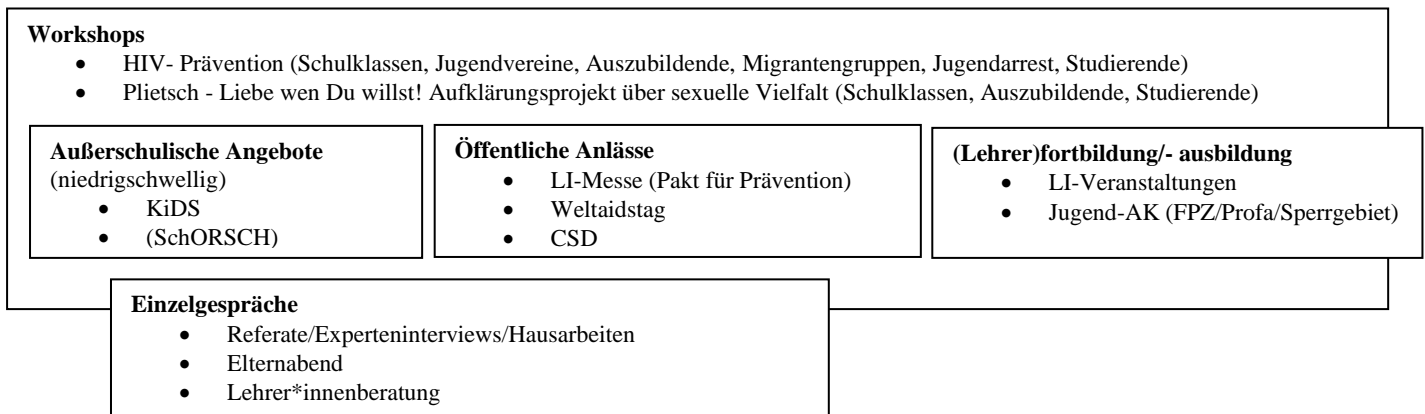 Workshops
• HIV- Prävention (Schulklassen, Jugendvereine, Auszubildende, Migrantengruppen, Jugendarrest, Studierende)
• Plietsch - Liebe wen Du willst! Aufklärungsprojekt über sexuelle Vielfalt (Schulklassen, Auszubildende, Studierende)
Außerschulische Angebote
(niedrigschwellig)
• KiDS
• (SchORSCH)
Öffentliche Anlässe
• LI-Messe (Pakt für Prävention)
• Weltaidstag
• CSD
(Lehrer)fortbildung/- ausbildung
• LI-Veranstaltungen
• Jugend-AK (FPZ/Profa/Sperrgebiet)
Einzelgespräche
• Referate/Experteninterviews/Hausarbeiten
• Elternabend
• Lehrer*innenberatung